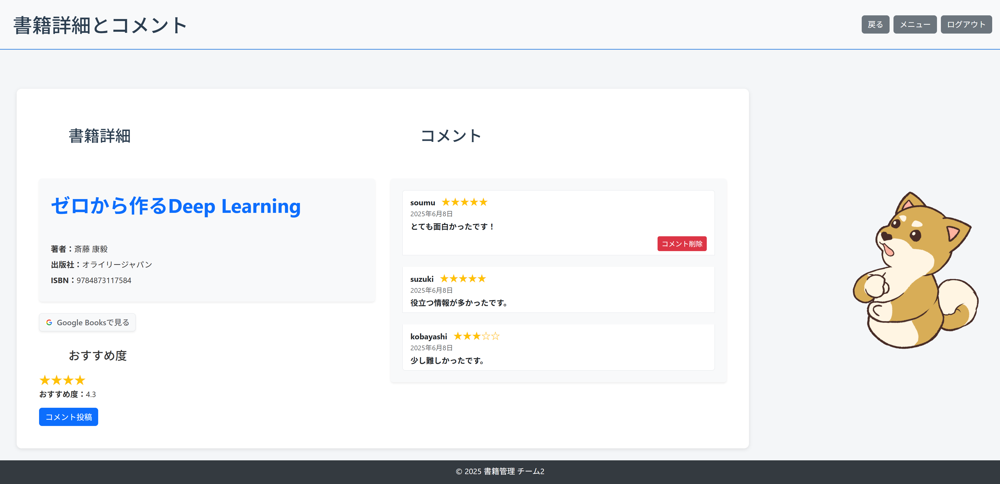 書籍詳細とコメント
戻る メニュー ログアウト
書籍詳細
ゼロから作るDeep Learning
著者：斎藤 康毅
出版社：オライリージャパン
ISBN：9784873117584
Google Booksで見る
おすすめ度
★★★★
おすすめ度：4.3
コメント投稿
コメント
soumu ★★★★★
2025年6月8日
とても面白かったです！
コメント削除
suzuki ★★★★★
2025年6月8日
役立つ情報が多かったです。
kobayashi ★★★☆☆
2025年6月8日
少し難しかったです。
© 2025 書籍管理 チーム2